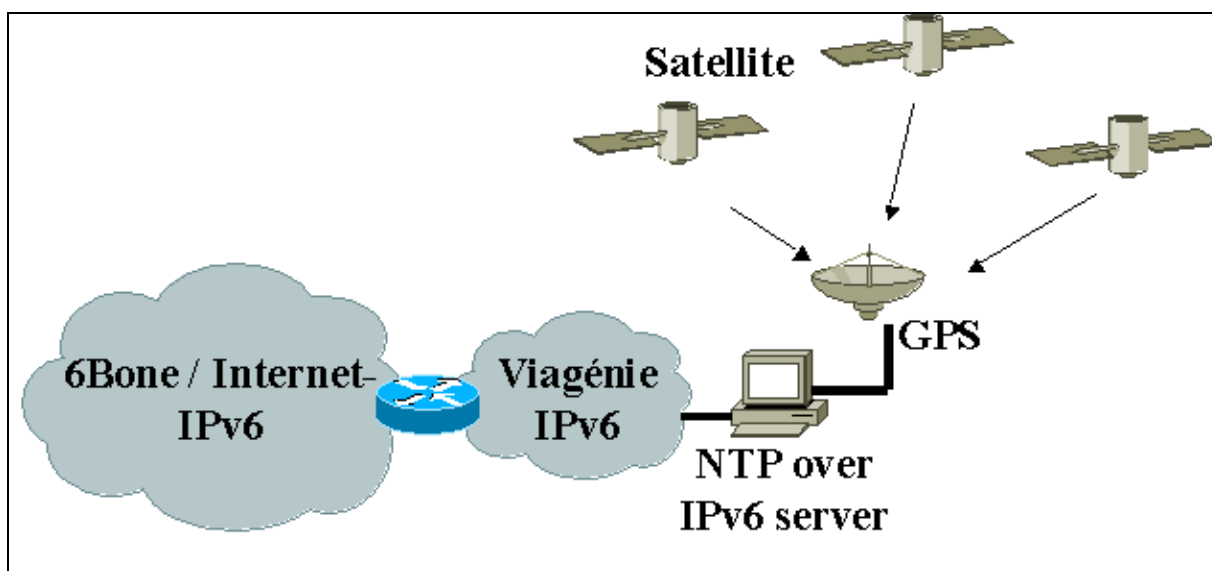 Satellite
GPS
6Bone / Internet-
IPv6
Viagénie
IPv6
NTP over
IPv6 server